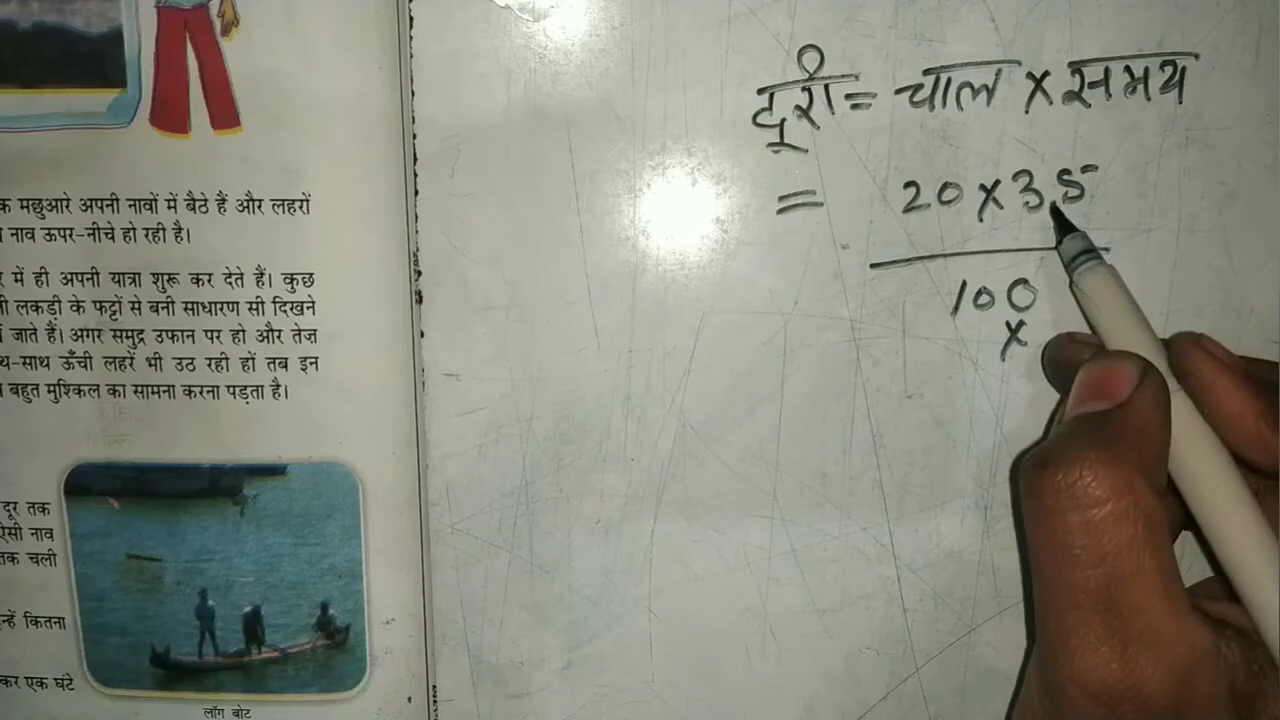 क मछुआरे अपनी नावों में बैठे हैं और लहरों
नाव ऊपर-नीचे हो रही है।
में ही अपनी यात्रा शुरू कर देते हैं। कुछ
लकड़ी के फट्टों से बनी साधारण सी दिखने
जाते हैं। अगर समुद्र उफान पर हो और तेज़
थ-साथ ऊँची लहरें भी उठ रही हों तब इन
बहुत मुश्किल का सामना करना पड़ता है।
दूर तक
ऐसी नाव
तक चली
न्हें कितना
कर एक घंटे
लॉग बोट
दूरी = चाल × समय
= 20 × 3.5
100
×